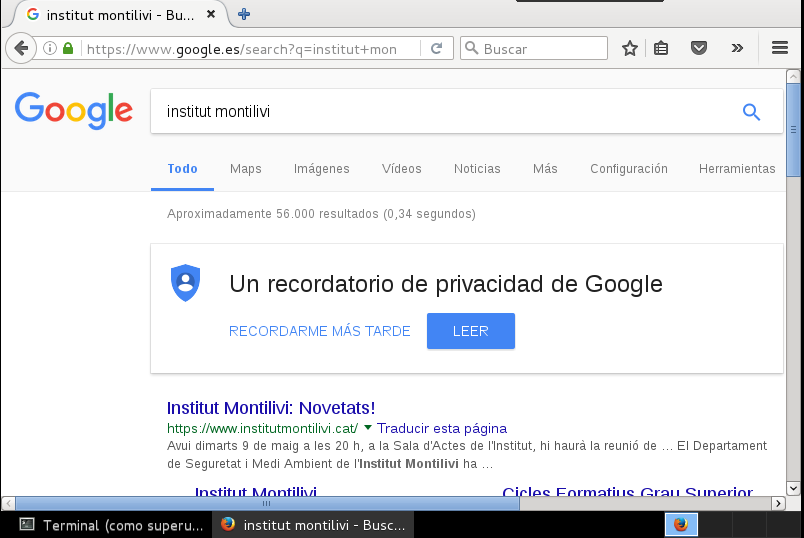 institut montilivi - Bu...
https://www.google.es/search?q=institut+mon
Buscar
Google
institut montilivi
Todo Maps Imágenes Vídeos Noticias Más Configuración Herramientas
Aproximadamente 56.000 resultados (0,34 segundos)
Un recordatorio de privacidad de Google
RECORDARME MÁS TARDE LEER
Institut Montilivi: Novetats!
https://www.institutmontilivi.cat/ Traducir esta página
Avui dimarts 9 de maig a les 20 h, a la Sala d'Actes de l'Institut, hi haurà la reunió de ... El Departament
de Seguretat i Medi Ambient de l'Institut Montilivi ha ...
Institut Montilivi Cicles Formatius Grau Superior
Terminal (como superu... institut montilivi - Busc...